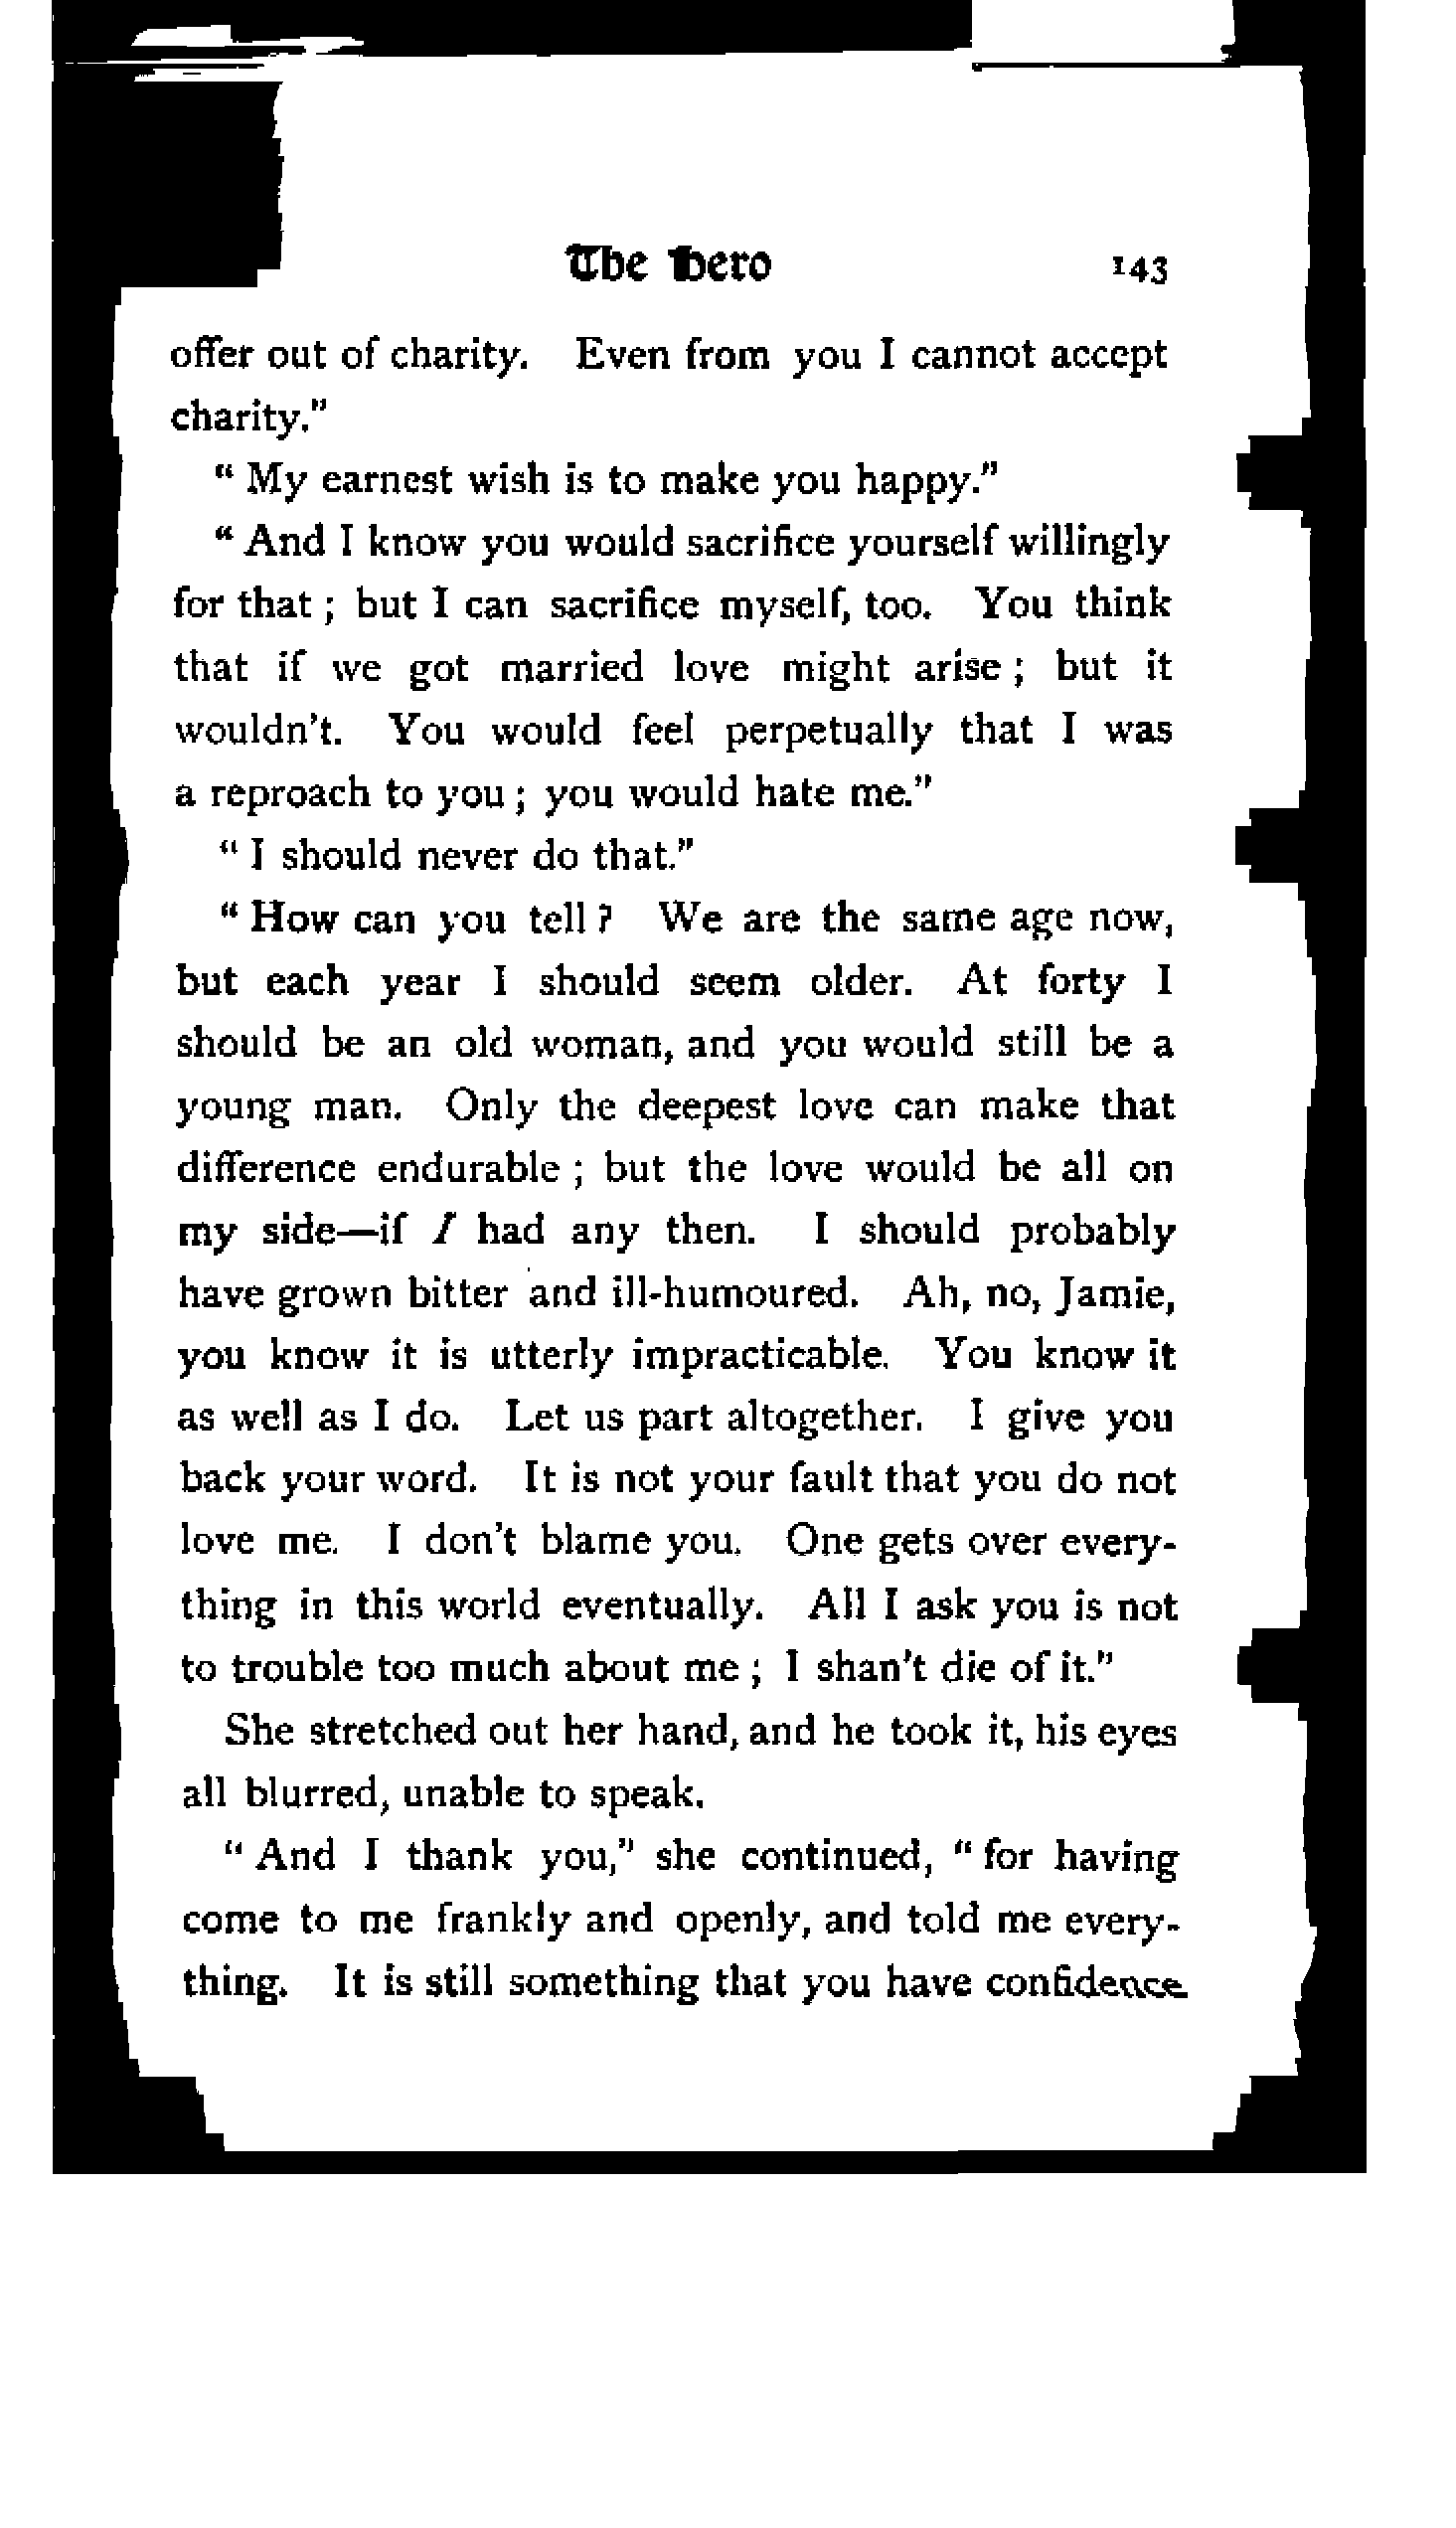 The Hero 143
offer out of charity. Even from you I cannot accept
charity.”
“ My earnest wish is to make you happy.”
“ And I know you would sacrifice yourself willingly
for that ; but I can sacrifice myself, too. You think
that if we got married love might arise ; but it
wouldn’t. You would feel perpetually that I was
a reproach to you ; you would hate me.”
“ I should never do that.”
“ How can you tell ? We are the same age now,
but each year I should seem older. At forty I
should be an old woman, and you would still be a
young man. Only the deepest love can make that
difference endurable ; but the love would be all on
my side—if I had any then. I should probably
have grown bitter and ill-humoured. Ah, no, Jamie,
you know it is utterly impracticable. You know it
as well as I do. Let us part altogether. I give you
back your word. It is not your fault that you do not
love me. I don’t blame you. One gets over every-
thing in this world eventually. All I ask you is not
to trouble too much about me ; I shan’t die of it.”
She stretched out her hand, and he took it, his eyes
all blurred, unable to speak.
“ And I thank you,” she continued, “ for having
come to me frankly and openly, and told me every-
thing. It is still something that you have confidence